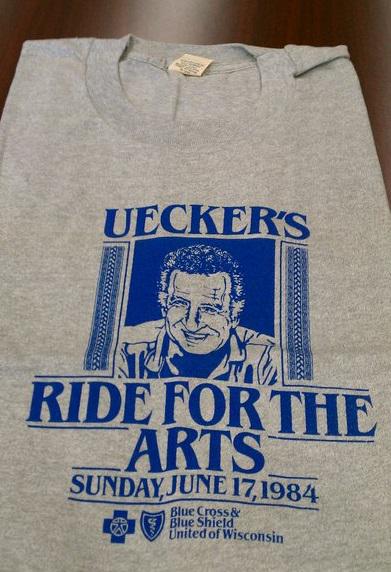 UECKER'S
RIDE FOR THE
ARTS
SUNDAY, JUNE 17, 1984
Blue Cross &
Blue Shield
United of Wisconsin